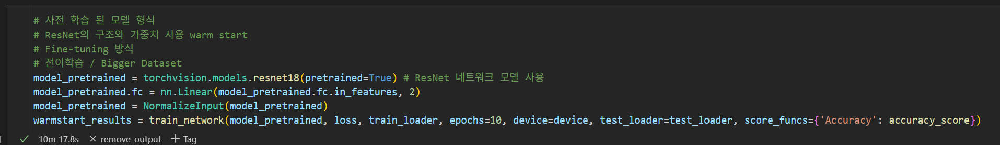 # 사전 학습 된 모델 형식
# ResNet의 구조와 가중치 사용 warm start
# Fine-tuning 방식
# 전이학습 / Bigger Dataset
model_pretrained = torchvision.models.resnet18(pretrained=True) # ResNet 네트워크 모델 사용
model_pretrained.fc = nn.Linear(model_pretrained.fc.in_features, 2)
model_pretrained = NormalizeInput(model_pretrained)
warmstart_results = train_network(model_pretrained, loss, train_loader, epochs=10, device=device, test_loader=test_loader, score_funcs={'Accuracy': accuracy_score})
✓ 10m 17.8s × remove_output + Tag